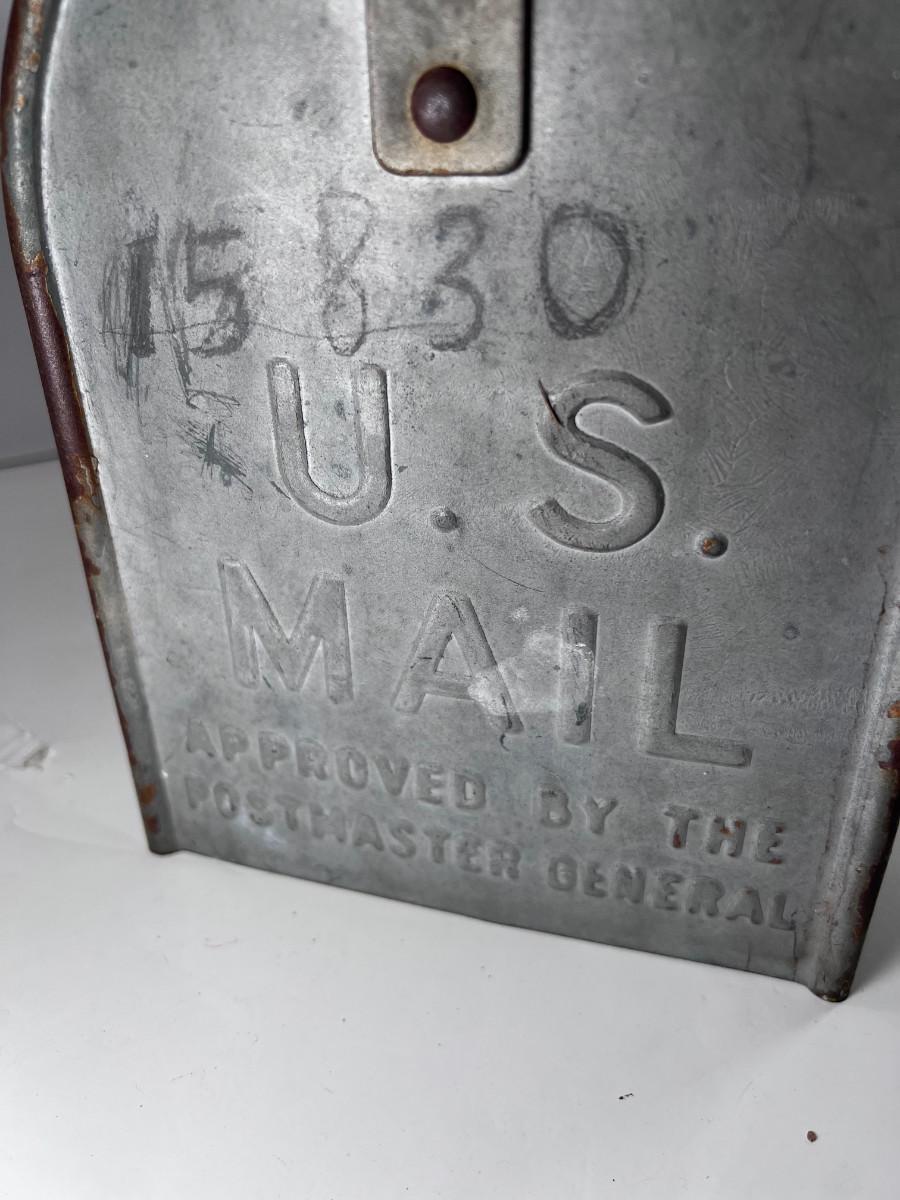 15830
U.S.
MAIL
APPROVED BY THE
POSTMASTER GENERAL